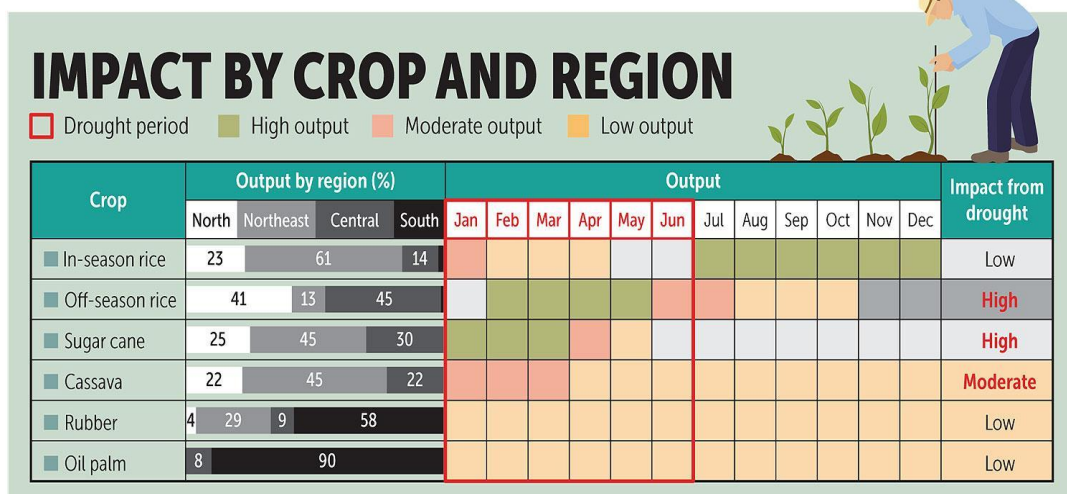 IMPACT BY CROP AND REGION
Drought period High output Moderate output Low output
Crop Output by region (%) Output Impact from drought
North Northeast Central South Jan Feb Mar Apr May Jun Jul Aug Sep Oct Nov Dec
In-season rice 23 61 14 Low
Off-season rice 41 13 45 High
Sugar cane 25 45 30 High
Cassava 22 45 22 Moderate
Rubber 4 29 9 58 Low
Oil palm 8 90 Low